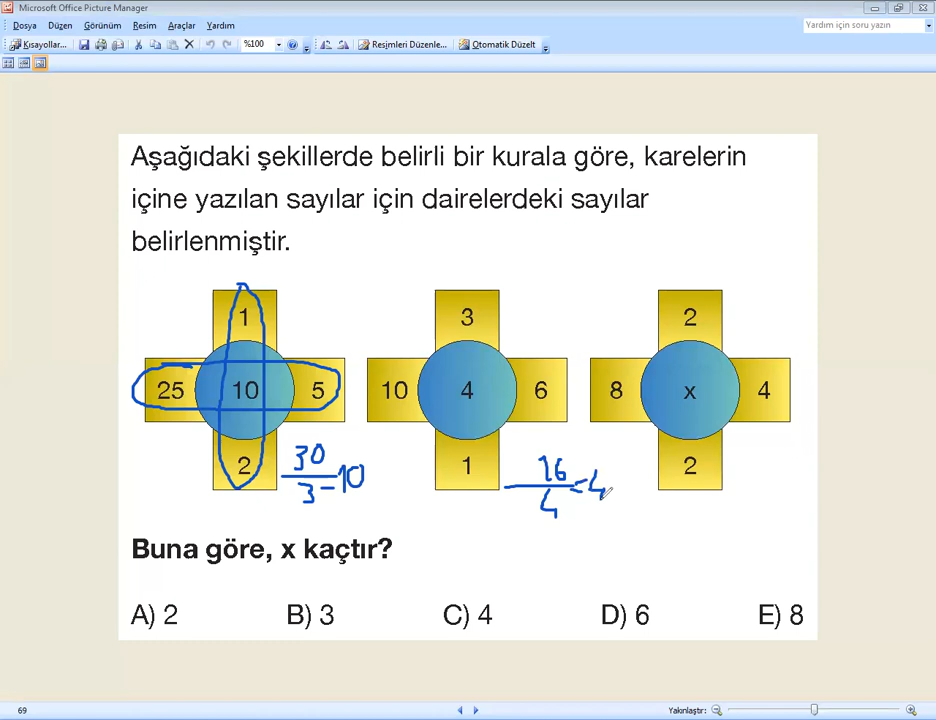 Microsoft Office Picture Manager
Dosya Düzen Görünüm Resim Araçlar Yardım
Yardım için soru yazın
Kısayollar... %100 Resimleri Düzenle... Otomatik Düzelt
Aşağıdaki şekillerde belirli bir kurala göre, karelerin
içine yazılan sayılar için dairelerdeki sayılar
belirlenmiştir.
1 3 2
25 10 5 10 4 6 8 x 4
2 1 2
30/3=10
16/4=4
Buna göre, x kaçtır?
A) 2 B) 3 C) 4 D) 6 E) 8
69 Yakınlaştır: